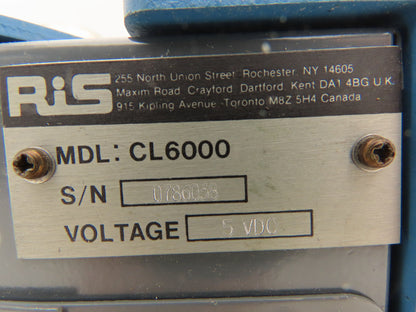 RiS
255 North Union Street, Rochester, NY 14605
Maxim Road, Crayford, Dartford, Kent DA1 4BG U.K.
915 Kipling Avenue, Toronto M8Z 5H4 Canada
MDL: CL6000
S/N 0786058
VOLTAGE 5 VDC